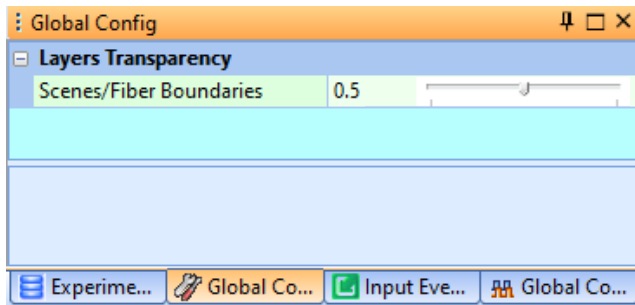 Global Config
Layers Transparency
Scenes/Fiber Boundaries 0.5
Experime... Global Co... Input Eve... Global Co...